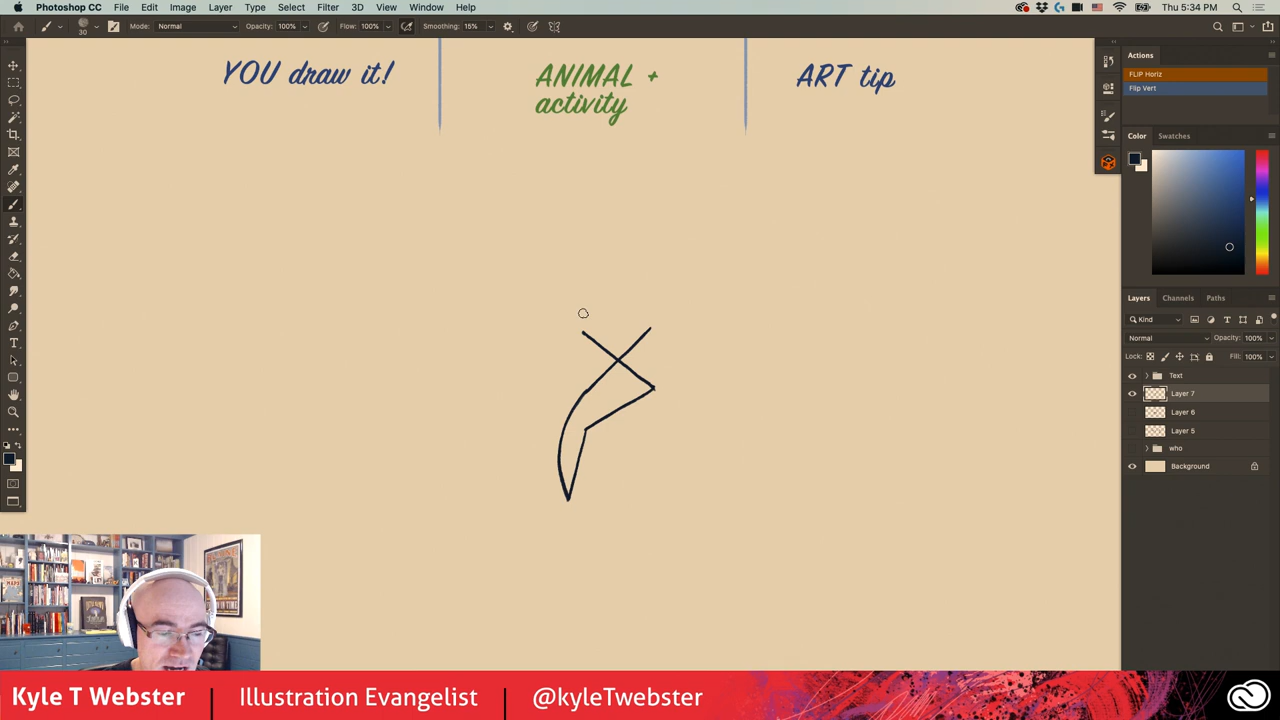 Photoshop CC File Edit Image Layer Type Select Filter 3D View Window Help Thu 5:34 PM
30 Mode: Normal Opacity: 100% Flow: 100% Smoothing: 15%
YOU draw it!
ANIMAL +
activity
ART tip
Actions
FLIP Horiz
Flip Vert
Color Swatches
Layers Channels Paths
Kind
Normal Opacity: 100%
Lock: Fill: 100%
Text
Layer 7
Layer 6
Layer 5
who
Background
Kyle T Webster | Illustration Evangelist | @kyleTwebster